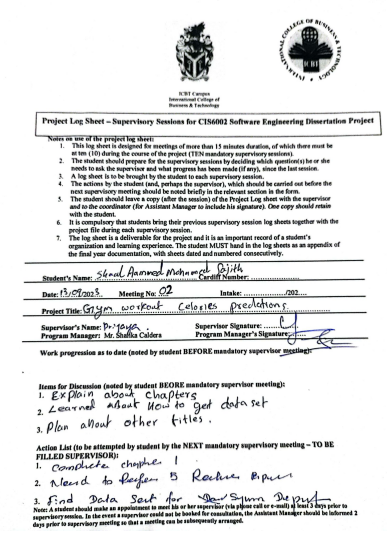 INTERNATIONAL COLLEGE OF BUSINESS & TECHNOLOGY
ICBT
ICBT Campus
International College of
Business & Technology
Project Log Sheet – Supervisory Sessions for CIS6002 Software Engineering Dissertation Project
Notes on use of the project log sheet:
1. This log sheet is designed for meetings of more than 15 minutes duration, of which there must be
at ten (10) during the course of the project (TEN mandatory supervisory sessions).
2. The student should prepare for the supervisory sessions by deciding which question(s) he or she
needs to ask the supervisor and what progress has been made (if any), since the last session.
3. A log sheet is to be brought by the student to each supervisory session.
4. The actions by the student (and, perhaps the supervisor), which should be carried out before the
next supervisory meeting should be noted briefly in the relevant section in the form.
5. The student should leave a copy (after the session) of the Project Log sheet with the supervisor
and to the coordinator (for Assistant Manager to include his signature). One copy should retain
with the student.
6. It is compulsory that students bring their previous supervisory session log sheets together with the
project file during each supervisory session.
7. The log sheet is a deliverable for the project and it is an important record of a student's
organization and learning experience. The student MUST hand in the log sheets as an appendix of
the final year documentation, with sheets dated and numbered consecutively.
Student's Name: Mohamed Sajith Cardiff Number:
Date: 13/09/2023 Meeting No: 02 Intake: ............/202....
Project Title: Gym workout Calories
Supervisor's Name: Priyaya Supervisor Signature:
Program Manager: Mr. Shafika Caldera Program Manager's Signature:
Work progression as to date (noted by student BEFORE mandatory supervisor meeting):
Items for Discussion (noted by student BEORE mandatory supervisor meeting):
1. Explain about chapters
2. Learned about How to get data set
3. Plan about other titles.
Action List (to be attempted by student by the NEXT mandatory supervisory meeting – TO BE
FILLED SUPERVISOR):
1. Complete chapter 1
2. Need to 5
3. Find Data for
Note: A student should make an appointment to meet his or her supervisor (via phone call or e-mail) at least 3 days prior to
supervisory session. In the event a supervisor could not be booked for consultation, the Assistant Manager should be informed 2
days prior to supervisory meeting so that a meeting can be subsequently arranged.